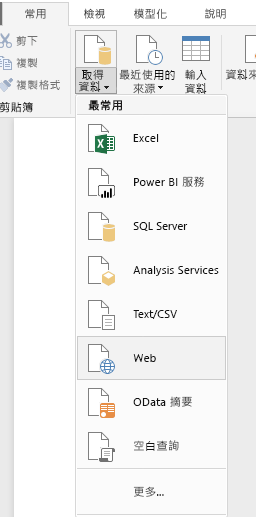 常用 檢視 模型化 說明
剪下
複製
複製格式
剪貼簿
取得
資料
最近使用的
來源
輸入
資料
資料來
最常用
Excel
Power BI 服務
SQL Server
Analysis Services
Text/CSV
Web
OData 摘要
空白查詢
更多...